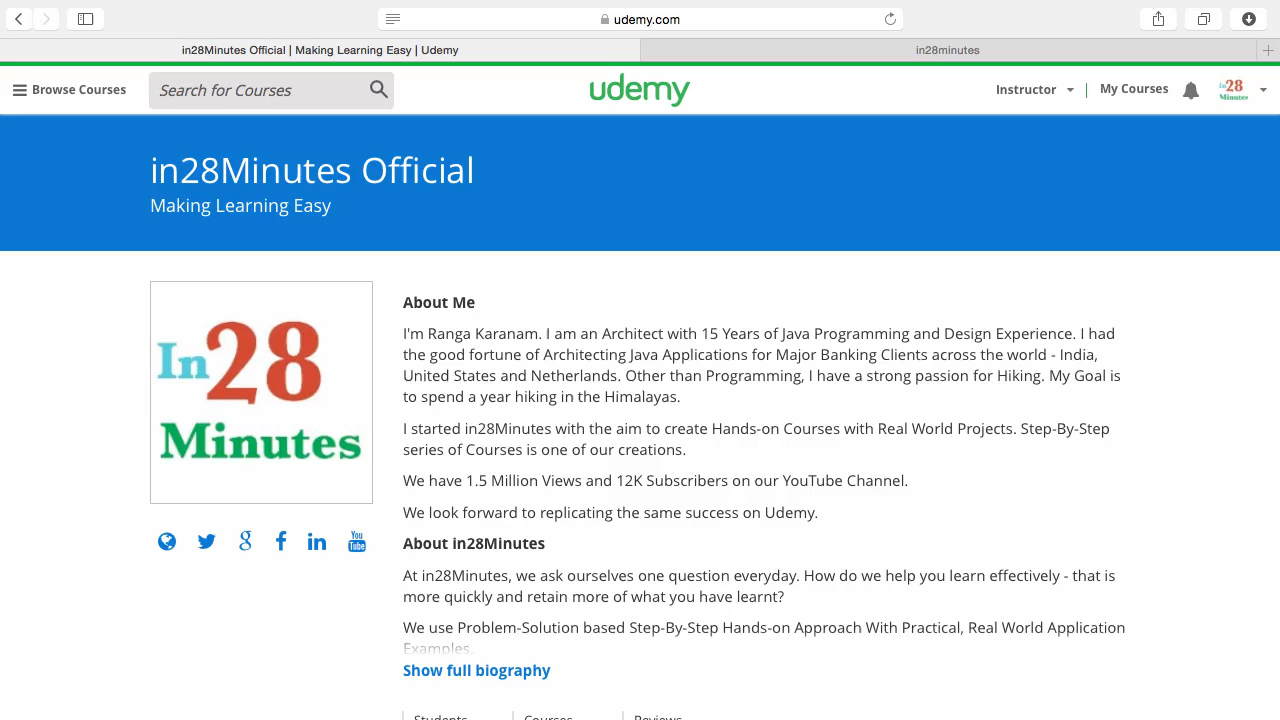 udemy.com
in28Minutes Official | Making Learning Easy | Udemy
in28minutes
Browse Courses
Search for Courses
udemy
Instructor
My Courses
In28
Minutes
in28Minutes Official
Making Learning Easy
In28
Minutes
About Me
I'm Ranga Karanam. I am an Architect with 15 Years of Java Programming and Design Experience. I had
the good fortune of Architecting Java Applications for Major Banking Clients across the world - India,
United States and Netherlands. Other than Programming, I have a strong passion for Hiking. My Goal is
to spend a year hiking in the Himalayas.
I started in28Minutes with the aim to create Hands-on Courses with Real World Projects. Step-By-Step
series of Courses is one of our creations.
We have 1.5 Million Views and 12K Subscribers on our YouTube Channel.
We look forward to replicating the same success on Udemy.
You
Tube
About in28Minutes
At in28Minutes, we ask ourselves one question everyday. How do we help you learn effectively - that is
more quickly and retain more of what you have learnt?
We use Problem-Solution based Step-By-Step Hands-on Approach With Practical, Real World Application
Examples.
Show full biography
Students
Courses
Reviews